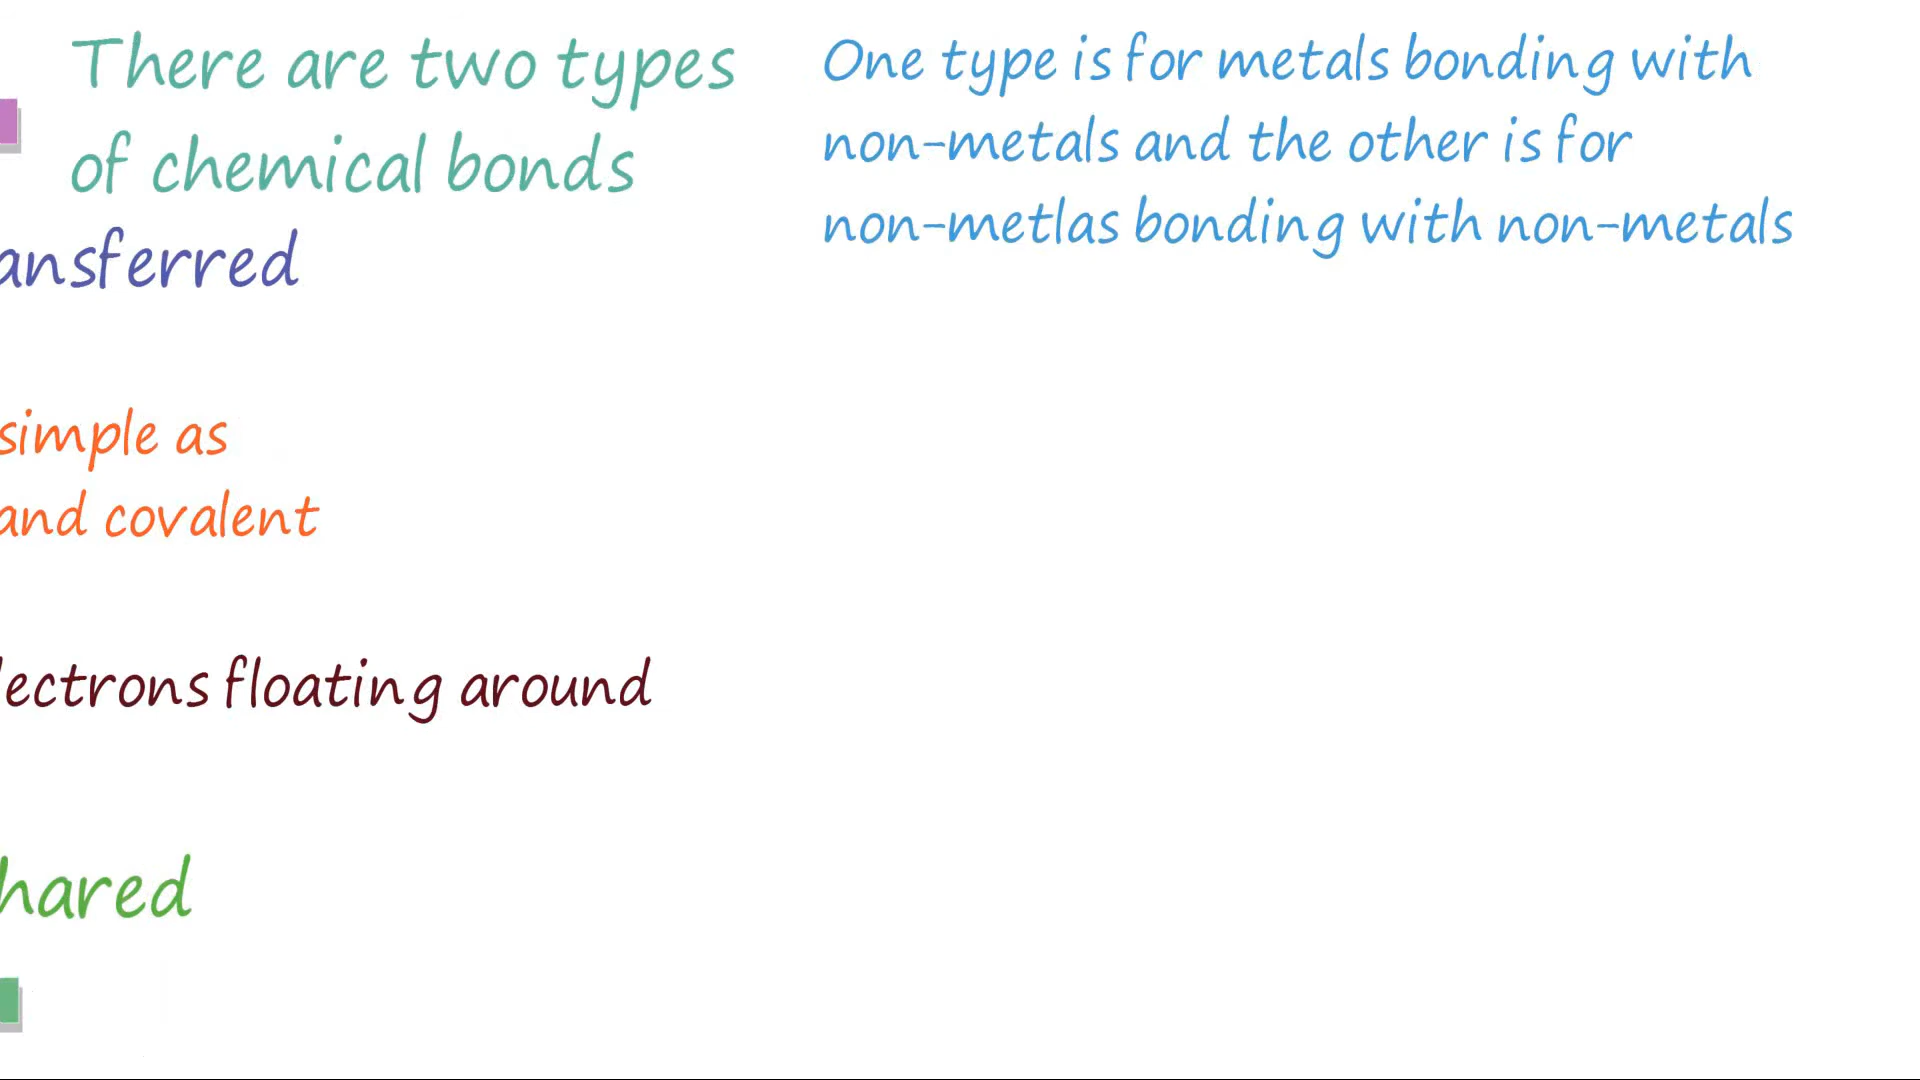 There are two types
of chemical bonds
ansferred
simple as
and covalent
lectrons floating around
hared
One type is for metals bonding with
non-metals and the other is for
non-metlas bonding with non-metals